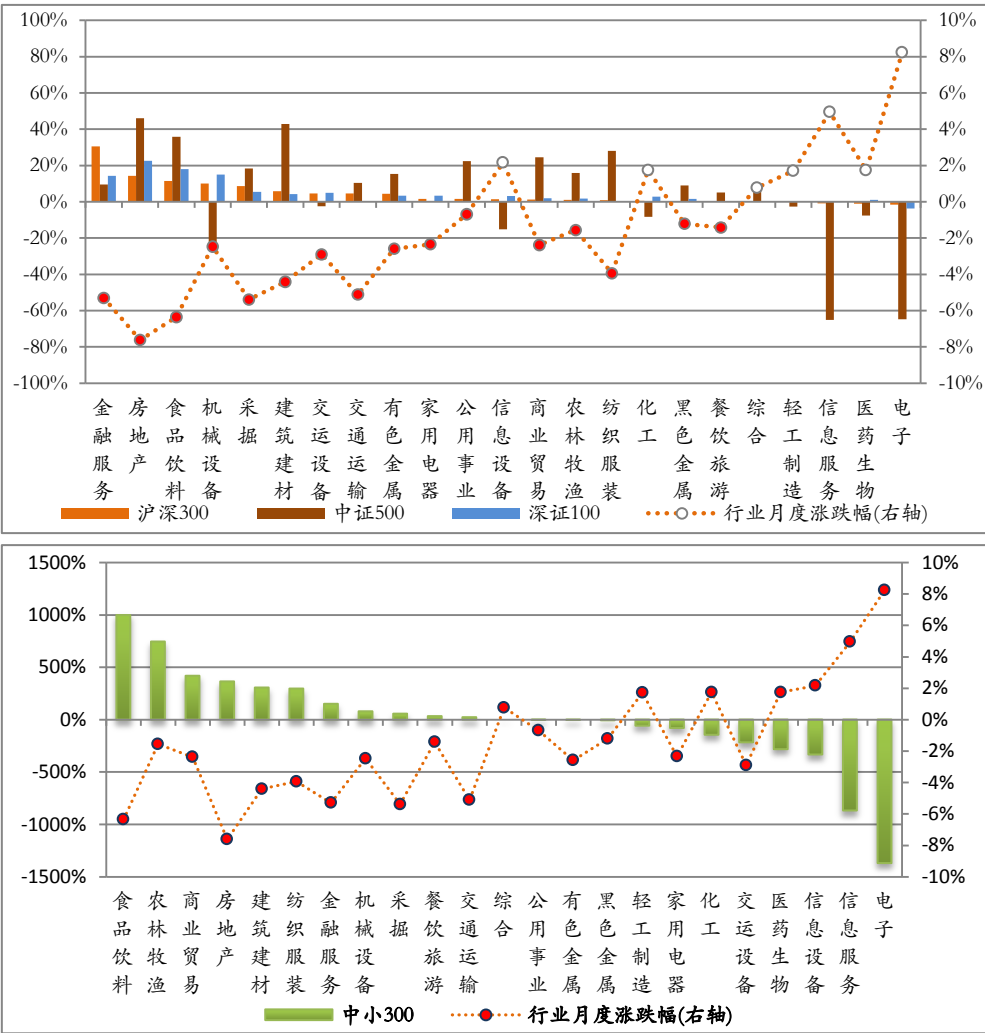 100%
80%
60%
40%
20%
0%
-20%
-40%
-60%
-80%
-100%
10%
8%
6%
4%
2%
0%
-2%
-4%
-6%
-8%
-10%
金融服务
房地产
食品饮料
机械设备
采掘
建筑建材
交运设备
交通运输
有色金属
家用电器
公用事业
信息设备
商业贸易
农林牧渔
纺织服装
化工
黑色金属
餐饮旅游
综合
轻工制造
信息服务
医药生物
电子
沪深300
中证500
深证100
行业月度涨跌幅(右轴)
1500%
1000%
500%
0%
-500%
-1000%
-1500%
10%
8%
6%
4%
2%
0%
-2%
-4%
-6%
-8%
-10%
食品饮料
农林牧渔
商业贸易
房地产
建筑建材
纺织服装
金融服务
机械设备
采掘
餐饮旅游
交通运输
综合
公用事业
有色金属
黑色金属
轻工制造
家用电器
化工
交运设备
医药生物
信息设备
信息服务
电子
中小300
行业月度涨跌幅(右轴)